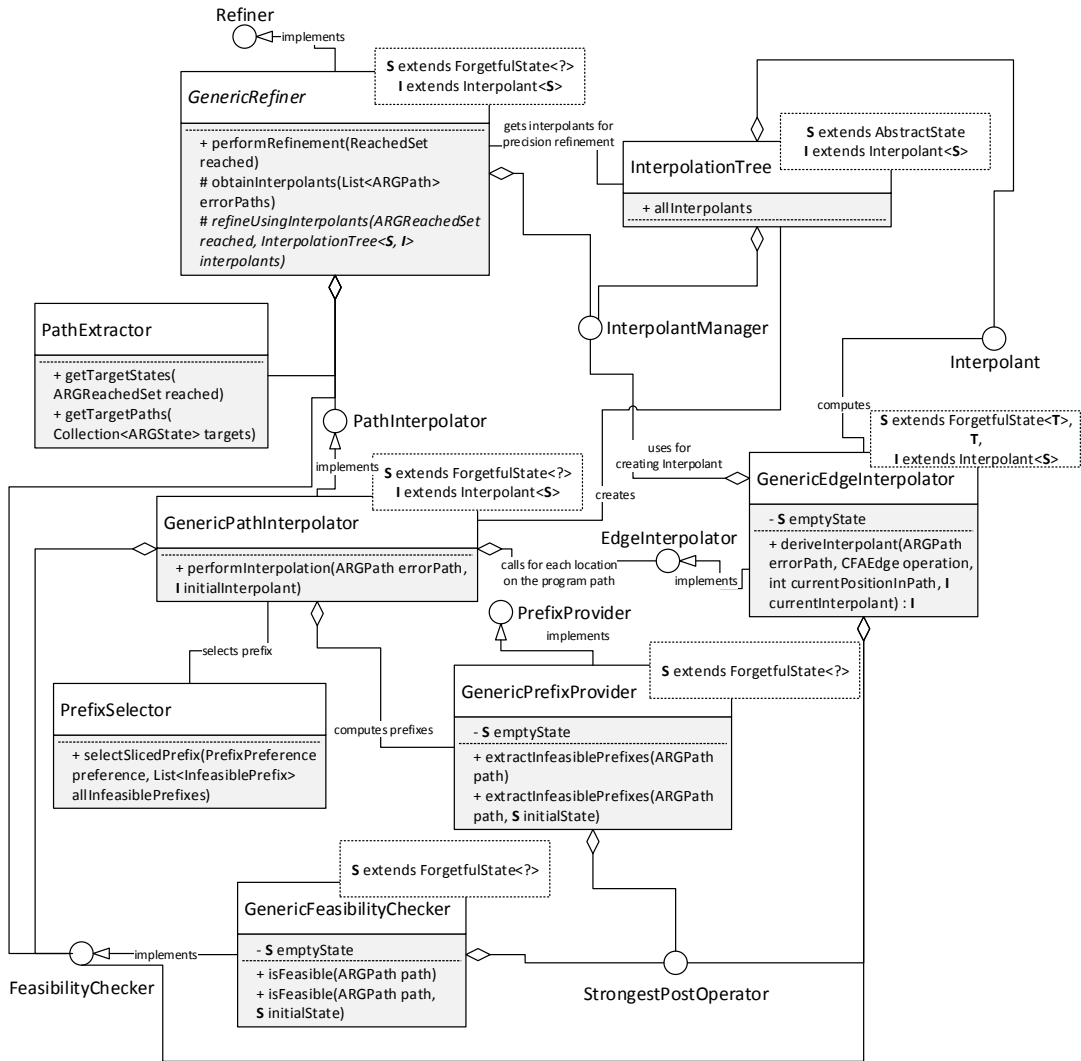 Refiner
implements
S extends ForgetfulState<?>
I extends Interpolant<S>
GenericRefiner
+ performRefinement(ReachedSet
reached)
# obtainInterpolants(List<ARGPath>
errorPaths)
# refineUsingInterpolants(ARGReachedSet
reached, InterpolationTree<S, I>
interpolants)
gets interpolants for
precision refinement
S extends AbstractState
I extends Interpolant<S>
InterpolationTree
+ allInterpolants
PathExtractor
+ getTargetStates(
ARGReachedSet reached)
+ getTargetPaths(
Collection<ARGState> targets)
InterpolantManager
Interpolant
PathInterpolator
implements
computes
S extends ForgetfulState<T>,
T,
I extends Interpolant<S>
S extends ForgetfulState<?>
I extends Interpolant<S>
uses for
creating Interpolant
GenericEdgeInterpolator
- S emptyState
+ deriveInterpolant(ARGPath
errorPath, CFAEdge operation,
int currentPositionInPath, I
currentInterpolant) : I
creates
GenericPathInterpolator
+ performInterpolation(ARGPath errorPath,
I initialInterpolant)
EdgeInterpolator
calls for each location
on the program path
implements
PrefixProvider
implements
selects prefix
S extends ForgetfulState<?>
GenericPrefixProvider
- S emptyState
+ extractInfeasiblePrefixes(ARGPath
path)
+ extractInfeasiblePrefixes(ARGPath
path, S initialState)
PrefixSelector
+ selectSlicedPrefix(PrefixPreference
preference, List<InfeasiblePrefix>
allInfeasiblePrefixes)
computes prefixes
S extends ForgetfulState<?>
GenericFeasibilityChecker
- S emptyState
+ isFeasible(ARGPath path)
+ isFeasible(ARGPath path,
S initialState)
implements
FeasibilityChecker
StrongestPostOperator